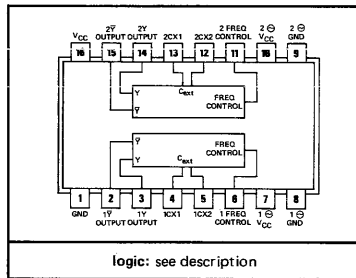 2Ȳ 2Y 2 FREQ 2 ⊖ 2 ⊖
VCC OUTPUT OUTPUT 2CX1 2CX2 CONTROL VCC GND
16 15 14 13 12 11 10 9
Cext
Y FREQ CONTROL
Ȳ
Ȳ FREQ CONTROL
Y
Cext
1 2 3 4 5 6 7 8
GND 1Ȳ 1Y 1CX1 1CX2 1 FREQ 1 ⊖ 1 ⊖
OUTPUT OUTPUT CONTROL VCC GND
logic: see description